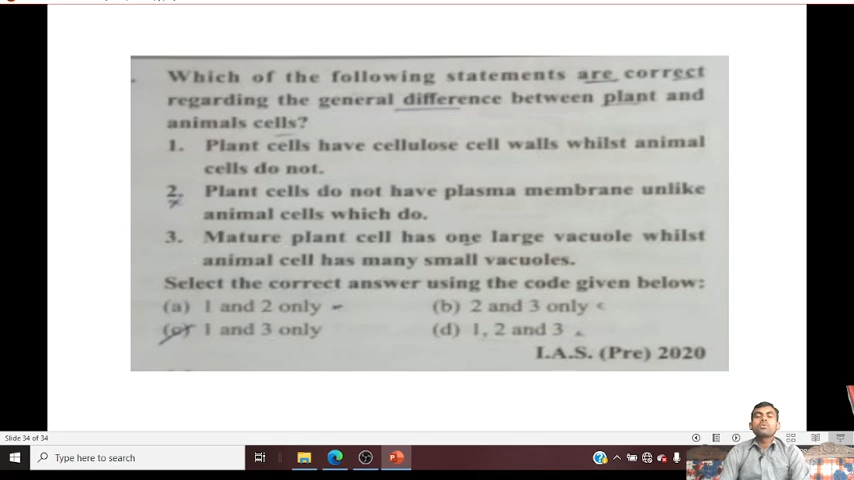 Which of the following statements are correct
regarding the general difference between plant and
animals cells?
1. Plant cells have cellulose cell walls whilst animal
cells do not.
2. Plant cells do not have plasma membrane unlike
animal cells which do.
3. Mature plant cell has one large vacuole whilst
animal cell has many small vacuoles.
Select the correct answer using the code given below:
(a) 1 and 2 only (b) 2 and 3 only
(c) 1 and 3 only (d) 1, 2 and 3
I.A.S. (Pre) 2020
Slide 34 of 34
Type here to search